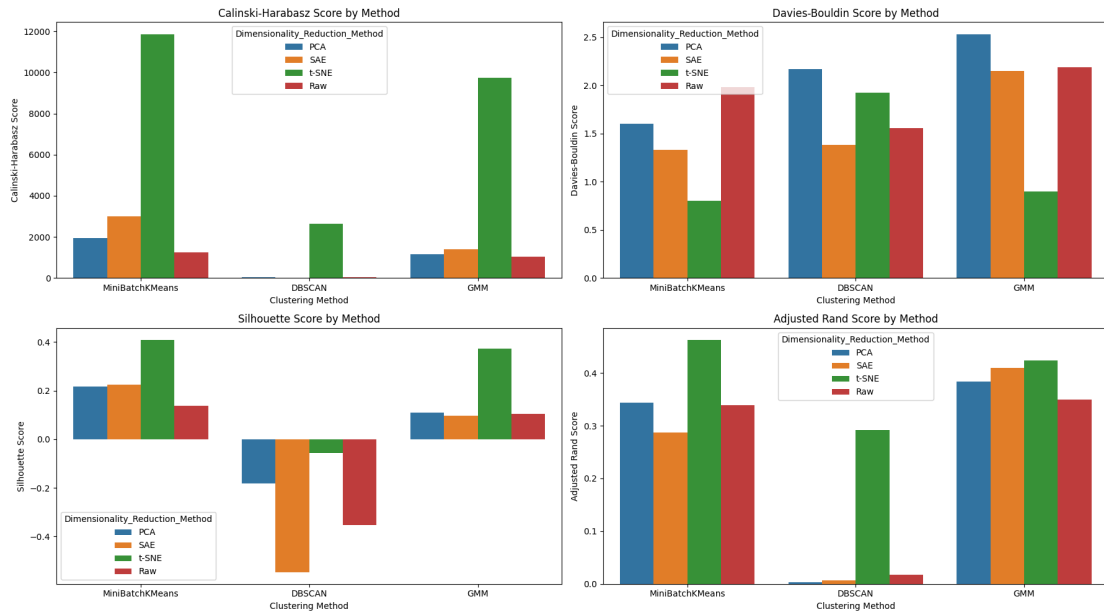 Calinski-Harabasz Score by Method
Calinski-Harabasz Score
12000
10000
8000
6000
4000
2000
0
Dimensionality_Reduction_Method
PCA
SAE
t-SNE
Raw
MiniBatchKMeans
DBSCAN
GMM
Clustering Method
Davies-Bouldin Score by Method
Davies-Bouldin Score
2.5
2.0
1.5
1.0
0.5
0.0
Dimensionality_Reduction_Method
PCA
SAE
t-SNE
Raw
MiniBatchKMeans
DBSCAN
GMM
Clustering Method
Silhouette Score by Method
Silhouette Score
0.4
0.2
0.0
−0.2
−0.4
Dimensionality_Reduction_Method
PCA
SAE
t-SNE
Raw
MiniBatchKMeans
DBSCAN
GMM
Clustering Method
Adjusted Rand Score by Method
Adjusted Rand Score
0.4
0.3
0.2
0.1
0.0
Dimensionality_Reduction_Method
PCA
SAE
t-SNE
Raw
MiniBatchKMeans
DBSCAN
GMM
Clustering Method